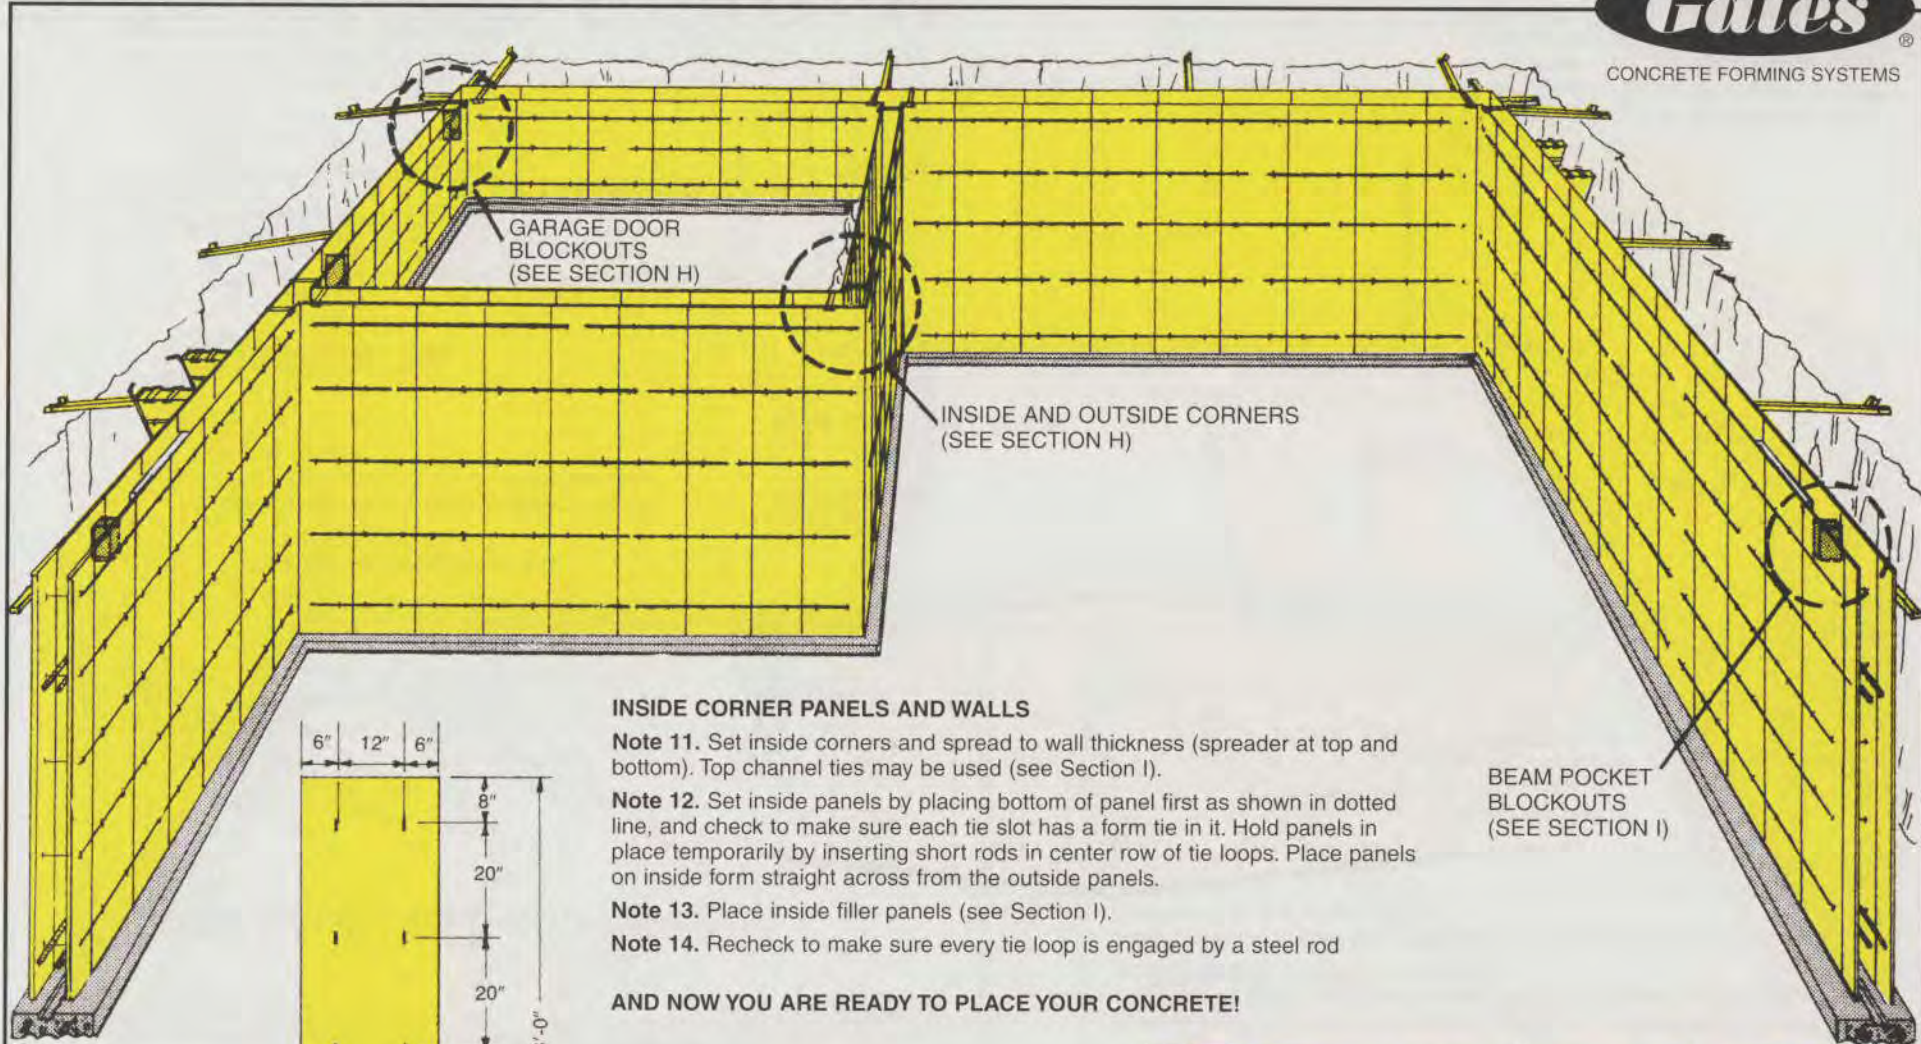 Gates
®
CONCRETE FORMING SYSTEMS
GARAGE DOOR
BLOCKOUTS
(SEE SECTION H)
INSIDE AND OUTSIDE CORNERS
(SEE SECTION H)
BEAM POCKET
BLOCKOUTS
(SEE SECTION I)
6" 12" 6"
8"
20"
20"
INSIDE CORNER PANELS AND WALLS
Note 11. Set inside corners and spread to wall thickness (spreader at top and
bottom). Top channel ties may be used (see Section I).
Note 12. Set inside panels by placing bottom of panel first as shown in dotted
line, and check to make sure each tie slot has a form tie in it. Hold panels in
place temporarily by inserting short rods in center row of tie loops. Place panels
on inside form straight across from the outside panels.
Note 13. Place inside filler panels (see Section I).
Note 14. Recheck to make sure every tie loop is engaged by a steel rod
AND NOW YOU ARE READY TO PLACE YOUR CONCRETE!